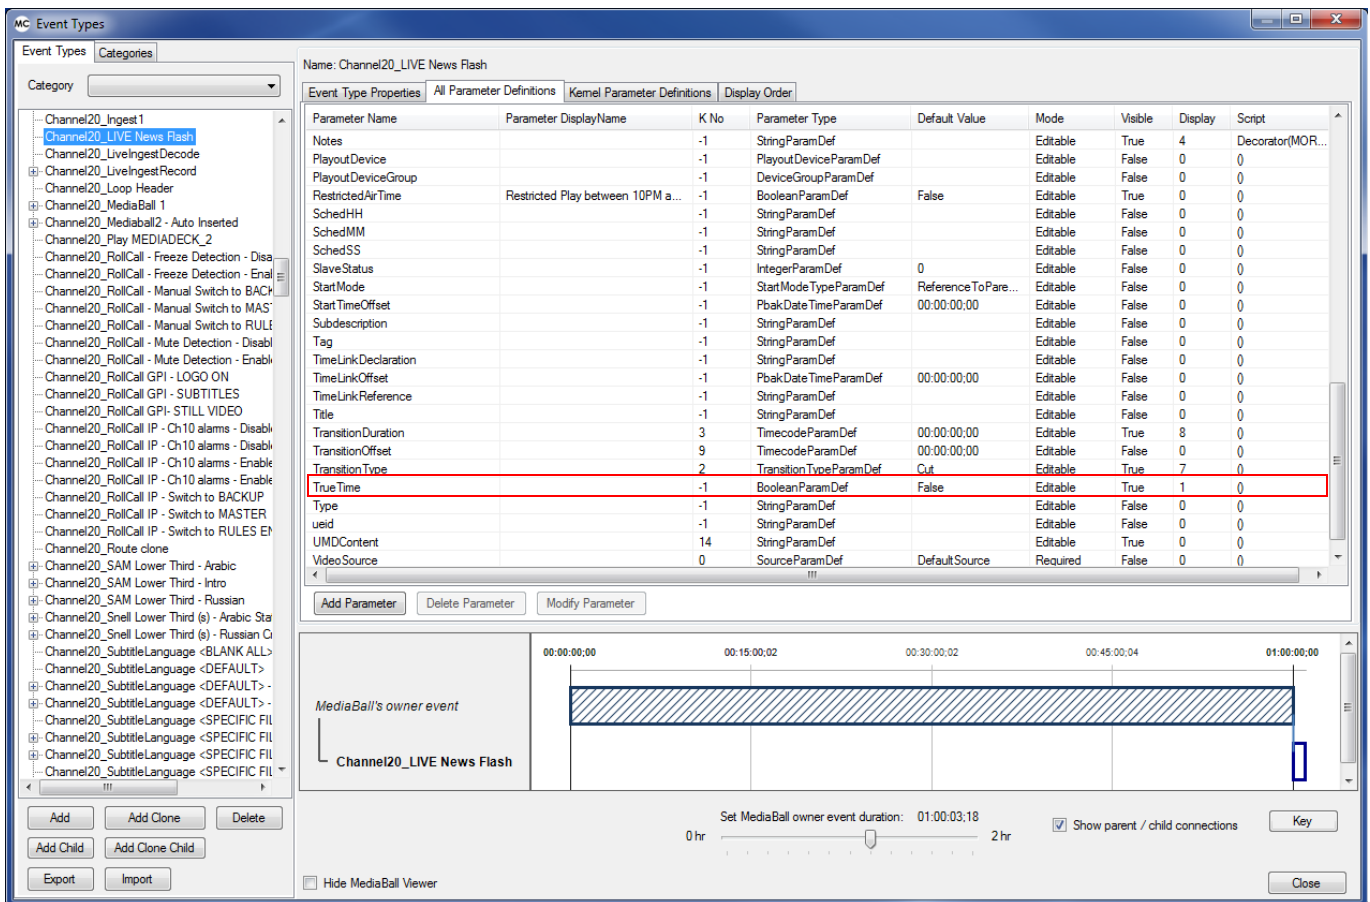 MC Event Types
Event Types Categories
Category
Channel20_Ingest1
Channel20_LIVE News Flash
Channel20_LiveIngestDecode
Channel20_LiveIngestRecord
Channel20_Loop Header
Channel20_MediaBall 1
Channel20_Mediaball2 - Auto Inserted
Channel20_Play MEDIADECK_2
Channel20_RollCall - Freeze Detection - Disa
Channel20_RollCall - Freeze Detection - Enal
Channel20_RollCall - Manual Switch to BACK
Channel20_RollCall - Manual Switch to MAS
Channel20_RollCall - Manual Switch to RULE
Channel20_RollCall - Mute Detection - Disabl
Channel20_RollCall - Mute Detection - Enabl
Channel20_RollCall GPI - LOGO ON
Channel20_RollCall GPI - SUBTITLES
Channel20_RollCall GPI- STILL VIDEO
Channel20_RollCall IP - Ch10 alarms - Disabl
Channel20_RollCall IP - Ch10 alarms - Disabl
Channel20_RollCall IP - Ch10 alarms - Enable
Channel20_RollCall IP - Ch10 alarms - Enable
Channel20_RollCall IP - Switch to BACKUP
Channel20_RollCall IP - Switch to MASTER
Channel20_RollCall IP - Switch to RULES EN
Channel20_Route clone
Channel20_SAM Lower Third - Arabic
Channel20_SAM Lower Third - Intro
Channel20_SAM Lower Third - Russian
Channel20_Snell Lower Third (s) - Arabic Sta
Channel20_Snell Lower Third (s) - Russian C
Channel20_SubtitleLanguage <BLANK ALL>
Channel20_SubtitleLanguage <DEFAULT>
Channel20_SubtitleLanguage <DEFAULT> -
Channel20_SubtitleLanguage <DEFAULT> -
Channel20_SubtitleLanguage <SPECIFIC FIL
Channel20_SubtitleLanguage <SPECIFIC FIL
Channel20_SubtitleLanguage <SPECIFIC FIL
Channel20_SubtitleLanguage <SPECIFIC FIL
Add Add Clone Delete
Add Child Add Clone Child
Export Import
Name: Channel20_LIVE News Flash
Event Type Properties All Parameter Definitions Kernel Parameter Definitions Display Order
Parameter Name Parameter DisplayName K No Parameter Type Default Value Mode Visible Display Script
Notes -1 StringParamDef Editable True 4 Decorator(MOR...
PlayoutDevice -1 PlayoutDeviceParamDef Editable False 0 ()
PlayoutDeviceGroup -1 DeviceGroupParamDef Editable False 0 ()
RestrictedAirTime Restricted Play between 10PM a... -1 BooleanParamDef False Editable True 0 ()
SchedHH -1 StringParamDef Editable False 0 ()
SchedMM -1 StringParamDef Editable False 0 ()
SchedSS -1 StringParamDef Editable False 0 ()
SlaveStatus -1 IntegerParamDef 0 Editable False 0 ()
StartMode -1 StartModeTypeParamDef ReferenceToPare... Editable False 0 ()
StartTimeOffset -1 PbakDateTimeParamDef 00:00:00;00 Editable False 0 ()
Subdescription -1 StringParamDef Editable False 0 ()
Tag -1 StringParamDef Editable False 0 ()
TimeLinkDeclaration -1 StringParamDef Editable False 0 ()
TimeLinkOffset -1 PbakDateTimeParamDef 00:00:00;00 Editable False 0 ()
TimeLinkReference -1 StringParamDef Editable False 0 ()
Title -1 StringParamDef Editable False 0 ()
TransitionDuration 3 TimecodeParamDef 00:00:00;00 Editable True 8 ()
TransitionOffset 9 TimecodeParamDef 00:00:00;00 Editable False 0 ()
TransitionType 2 TransitionTypeParamDef Cut Editable True 7 ()
TrueTime -1 BooleanParamDef False Editable True 1 ()
Type -1 StringParamDef Editable False 0 ()
ueid -1 StringParamDef Editable False 0 ()
UMDContent 14 StringParamDef Editable True 0 ()
VideoSource 0 SourceParamDef DefaultSource Required False 0 ()
Add Parameter Delete Parameter Modify Parameter
00:00:00;00 00:15:00;02 00:30:00;02 00:45:00;04 01:00:00;00
MediaBall's owner event
Channel20_LIVE News Flash
Set MediaBall owner event duration: 01:00:03;18
0 hr 2 hr
Show parent / child connections
Key
Hide MediaBall Viewer
Close